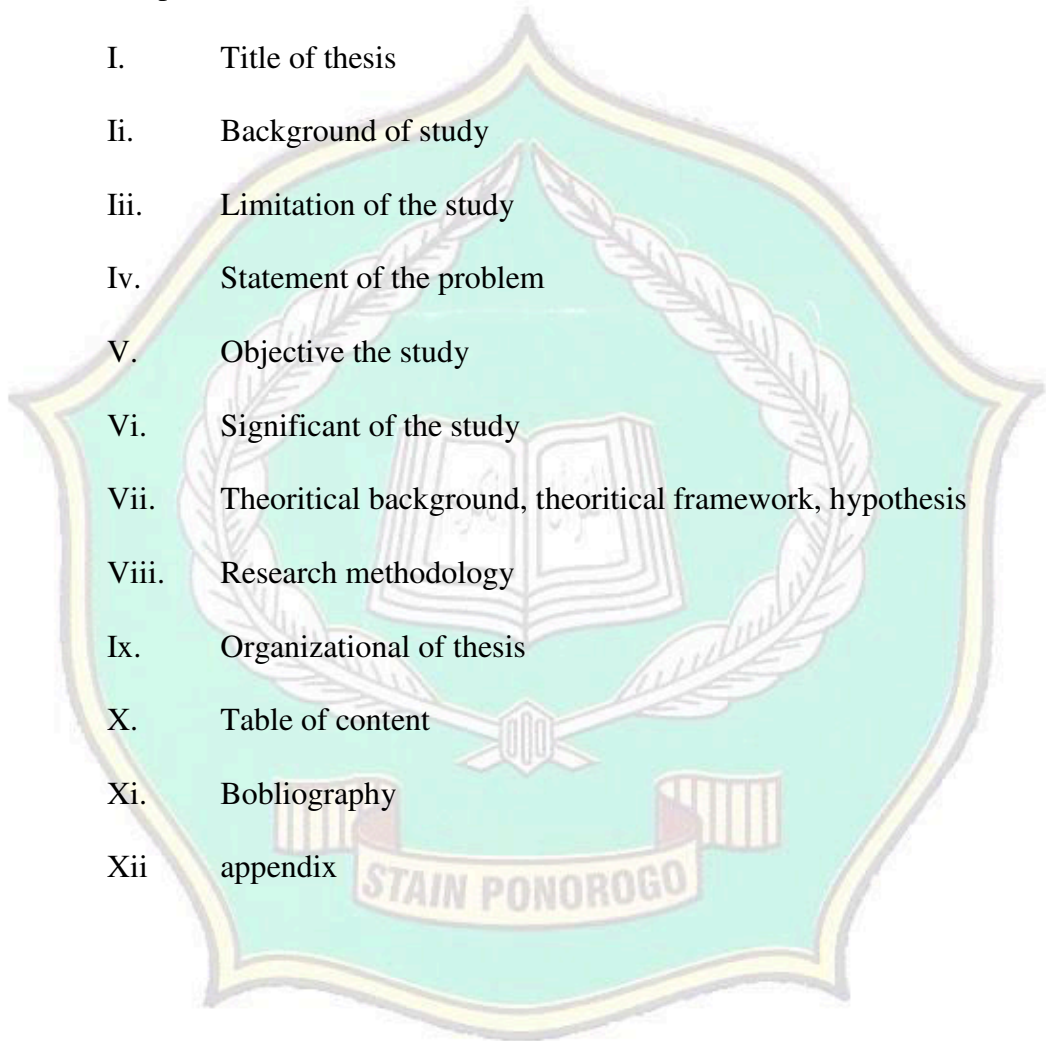 I. Title of thesis
Ii. Background of study
Iii. Limitation of the study
Iv. Statement of the problem
V. Objective the study
Vi. Significant of the study
Vii. Theoritical background, theoritical framework, hypothesis
Viii. Research methodology
Ix. Organizational of thesis
X. Table of content
Xi. Bobliography
Xii appendix
STAIN PONOROGO